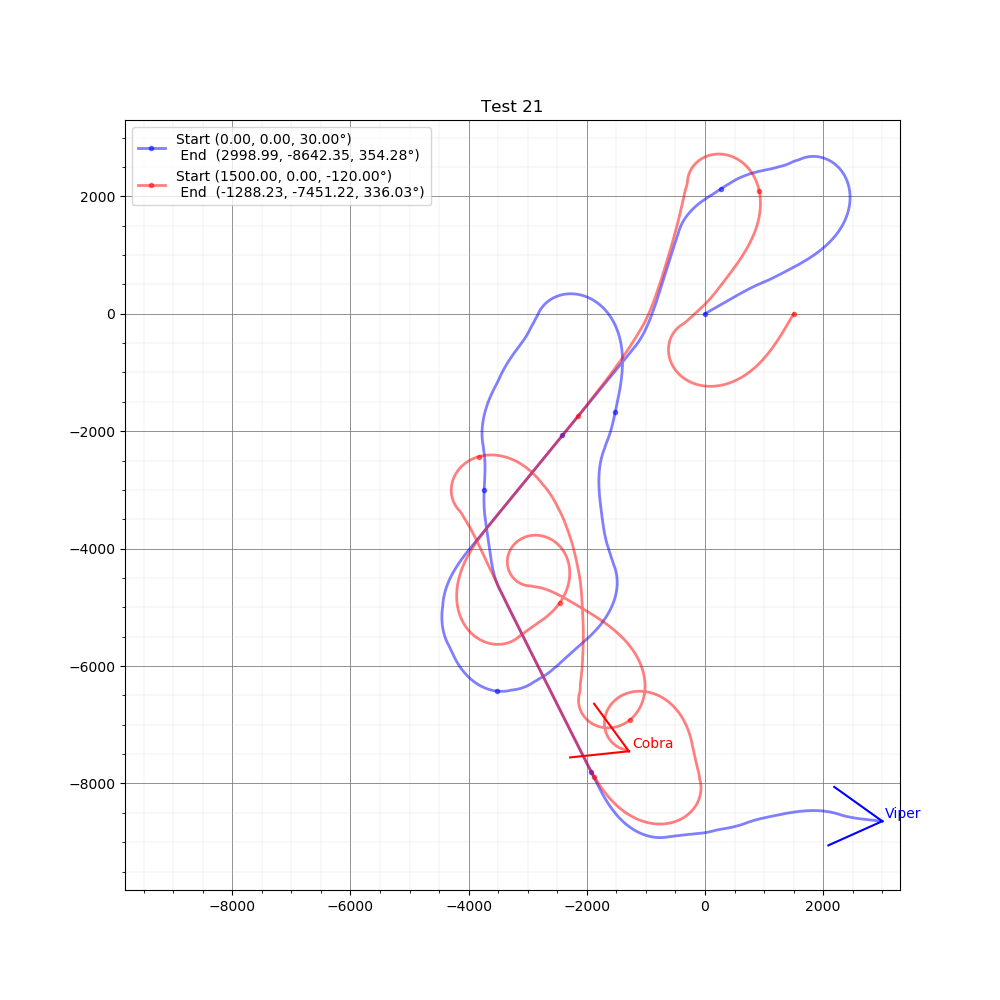 Test 21
Start (0.00, 0.00, 30.00°)
End (2998.99, -8642.35, 354.28°)
Start (1500.00, 0.00, -120.00°)
End (-1288.23, -7451.22, 336.03°)
2000
0
−2000
−4000
−6000
−8000
Cobra
Viper
−8000 −6000 −4000 −2000 0 2000